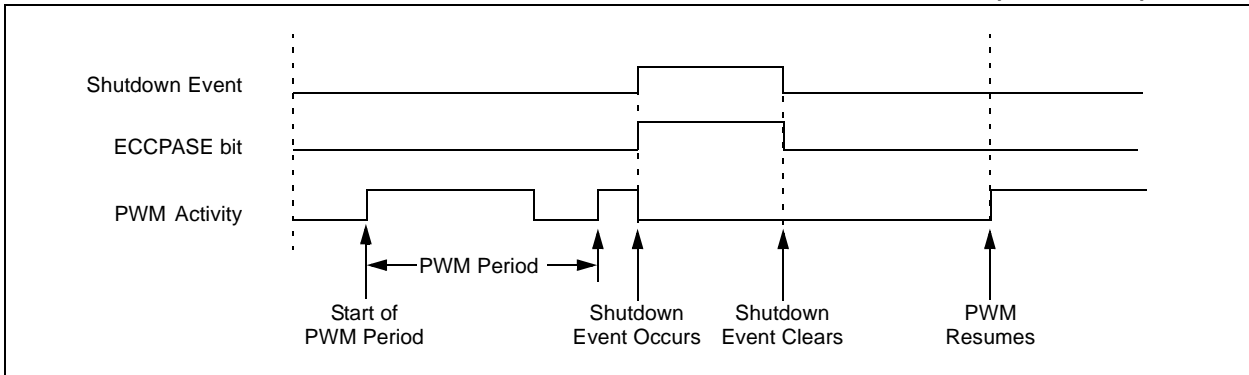 Shutdown Event
ECCPASE bit
PWM Activity
PWM Period
Start of
PWM Period
Shutdown
Event Occurs
Shutdown
Event Clears
PWM
Resumes